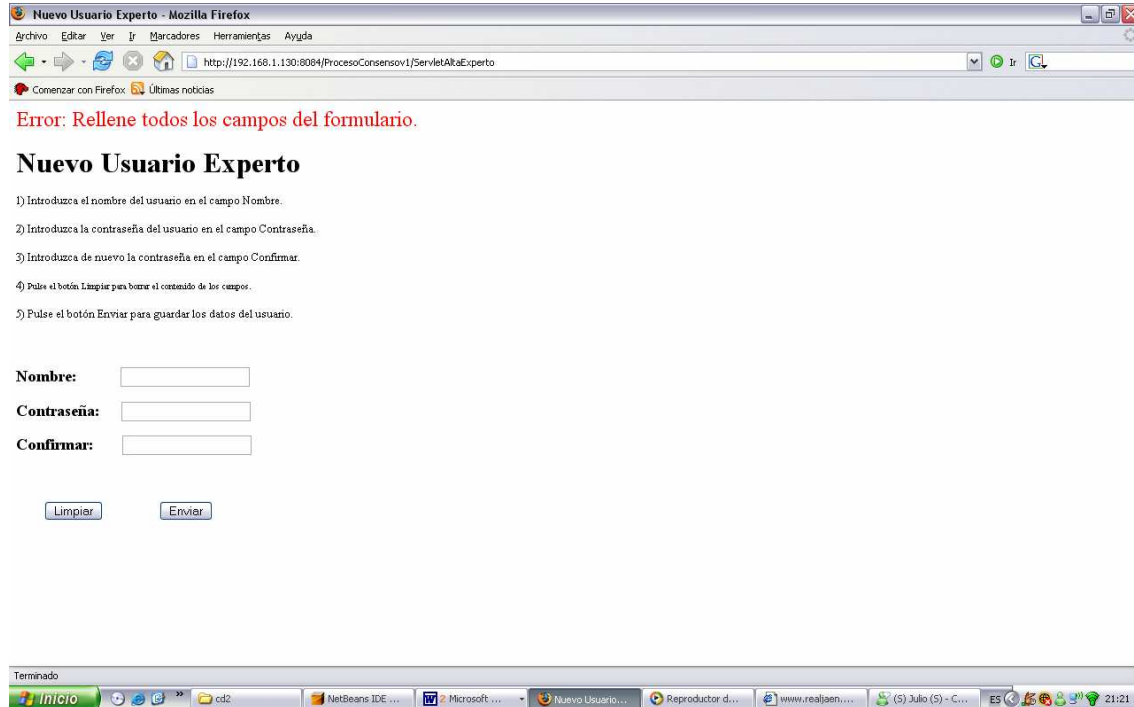 Nuevo Usuario Experto - Mozilla Firefox
Archivo Editar Ver Ir Marcadores Herramientas Ayuda
http://192.168.1.130:8084/ProcesoConsensov1/ServletAltaExperto Ir G
Comenzar con Firefox Últimas noticias
Error: Rellene todos los campos del formulario.
Nuevo Usuario Experto
1) Introduzca el nombre del usuario en el campo Nombre.
2) Introduzca la contraseña del usuario en el campo Contraseña.
3) Introduzca de nuevo la contraseña en el campo Confirmar.
4) Pulse el botón Limpiar para borrar el contenido de los campos.
5) Pulse el botón Enviar para guardar los datos del usuario.
Nombre:
Contraseña:
Confirmar:
Limpiar Enviar
Terminado
Inicio » cd2 NetBeans IDE ... 2 Microsoft ... Nuevo Usuario... Reproductor d... www.realjaen.... (S) Julio (S) - C... ES 21:21